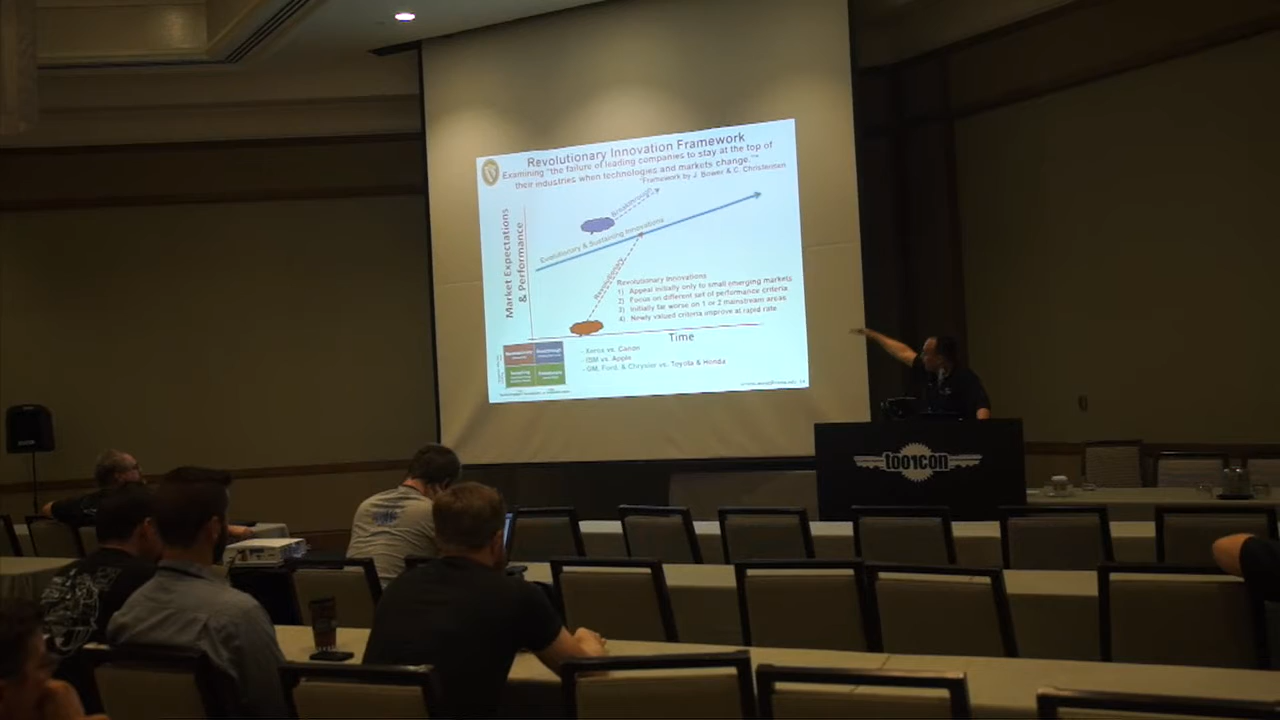 Revolutionary Innovation Framework
Examining "the failure of leading companies to stay at the top of
their industries when technologies and markets change."*
*Framework by J. Bower & C. Christensen
Market Expectations
& Performance
Breakthrough
Evolutionary & Sustaining Innovations
Revolutionary
Revolutionary Innovations
1) Appeal initially only to small emerging markets
2) Focus on different set of performance criteria
3) Initially far worse on 1 or 2 mainstream areas
4) Newly valued criteria improve at rapid rate
Time
- Xerox vs. Canon
- IBM vs. Apple
- GM, Ford, & Chrysler vs. Toyota & Honda
too1con